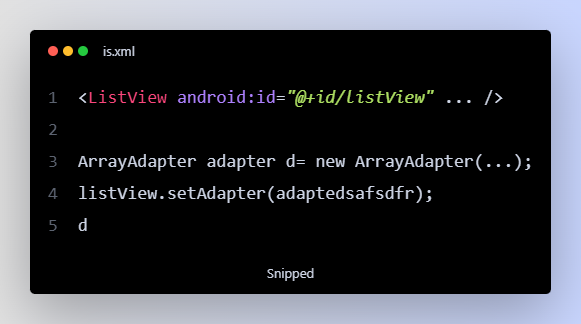 is.xml
1 <ListView android:id="@+id/listView" ... />
2
3 ArrayAdapter adapter d= new ArrayAdapter(...);
4 listView.setAdapter(adaptedsafsdfr);
5 d
Snipped